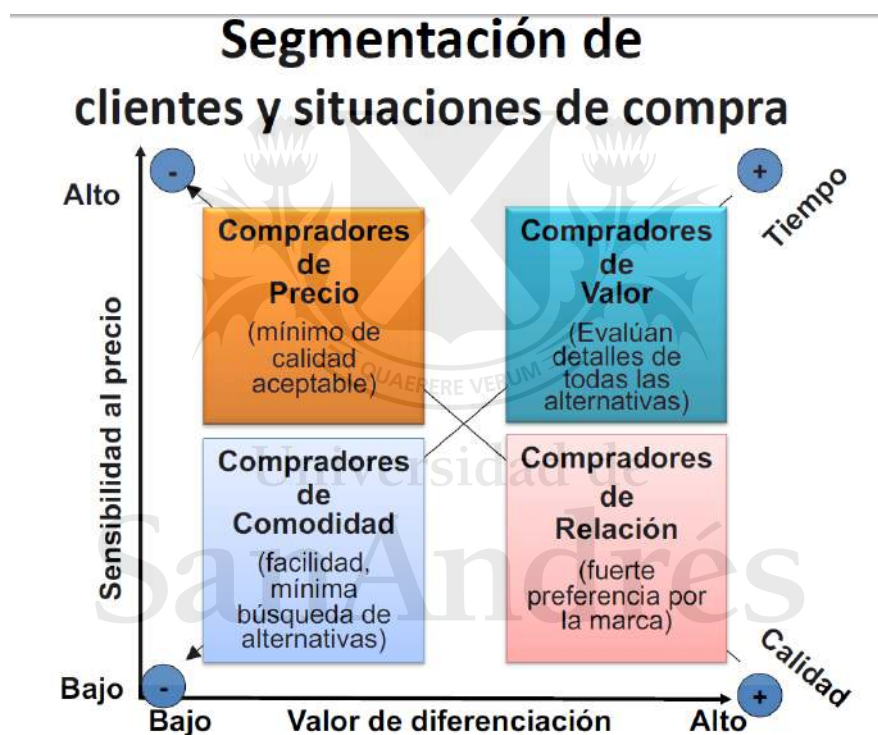 Segmentación de
clientes y situaciones de compra
-
+
Alto
Tiempo
Compradores
de
Precio
(mínimo de
calidad
aceptable)
Compradores
de
Valor
(Evalúan
detalles de
todas las
alternativas)
Sensibilidad al precio
QUAERERE VERUM
Universidad de
SanAndrés
Compradores
de
Comodidad
(facilidad,
mínima
búsqueda de
alternativas)
Compradores
de
Relación
(fuerte
preferencia por
la marca)
Calidad
Bajo
-
+
Bajo
Valor de diferenciación
Alto